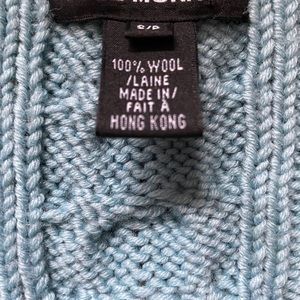 S/P
100% WOOL
/LAINE
MADE IN/
FAIT À
HONG KONG